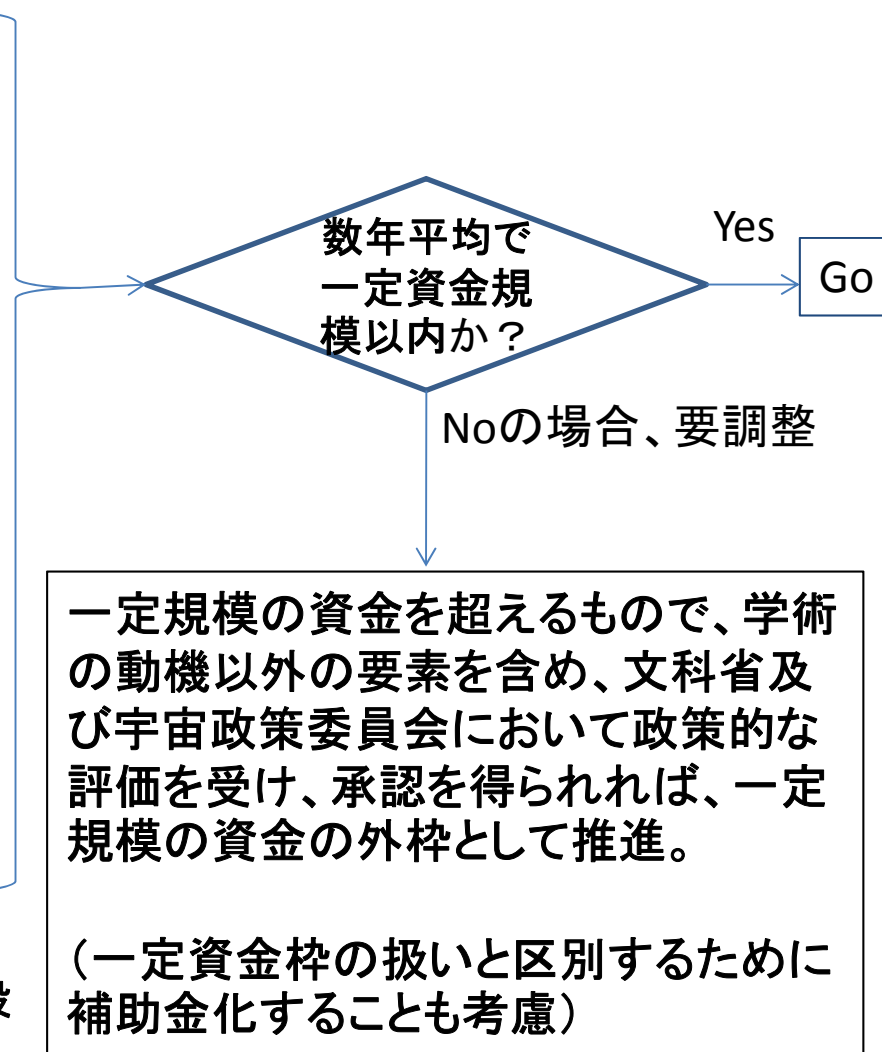 数年平均で
一定資金規
模以内か？
Yes
Go
Noの場合、要調整
一定規模の資金を超えるもので、学術
の動機以外の要素を含め、文科省及
び宇宙政策委員会において政策的な
評価を受け、承認を得られれば、一定
規模の資金の外枠として推進。
（一定資金枠の扱いと区別するために
補助金化することも考慮）